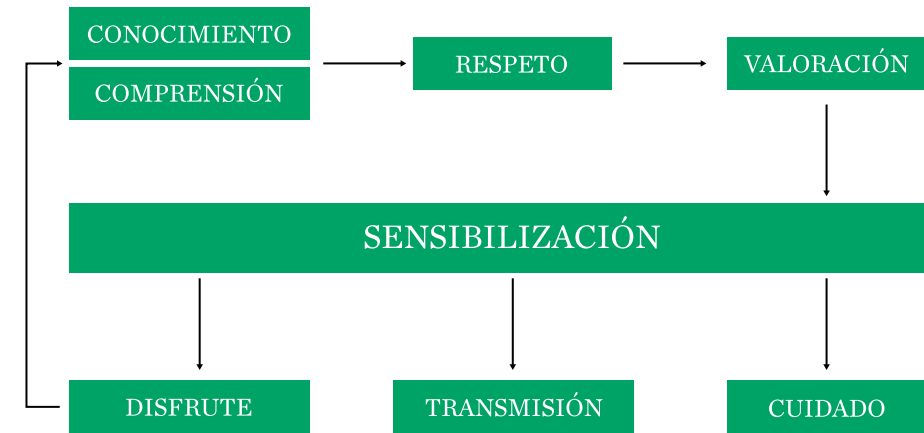 CONOCIMIENTO
COMPRENSIÓN
RESPETO
VALORACIÓN
SENSIBILIZACIÓN
DISFRUTE
TRANSMISIÓN
CUIDADO